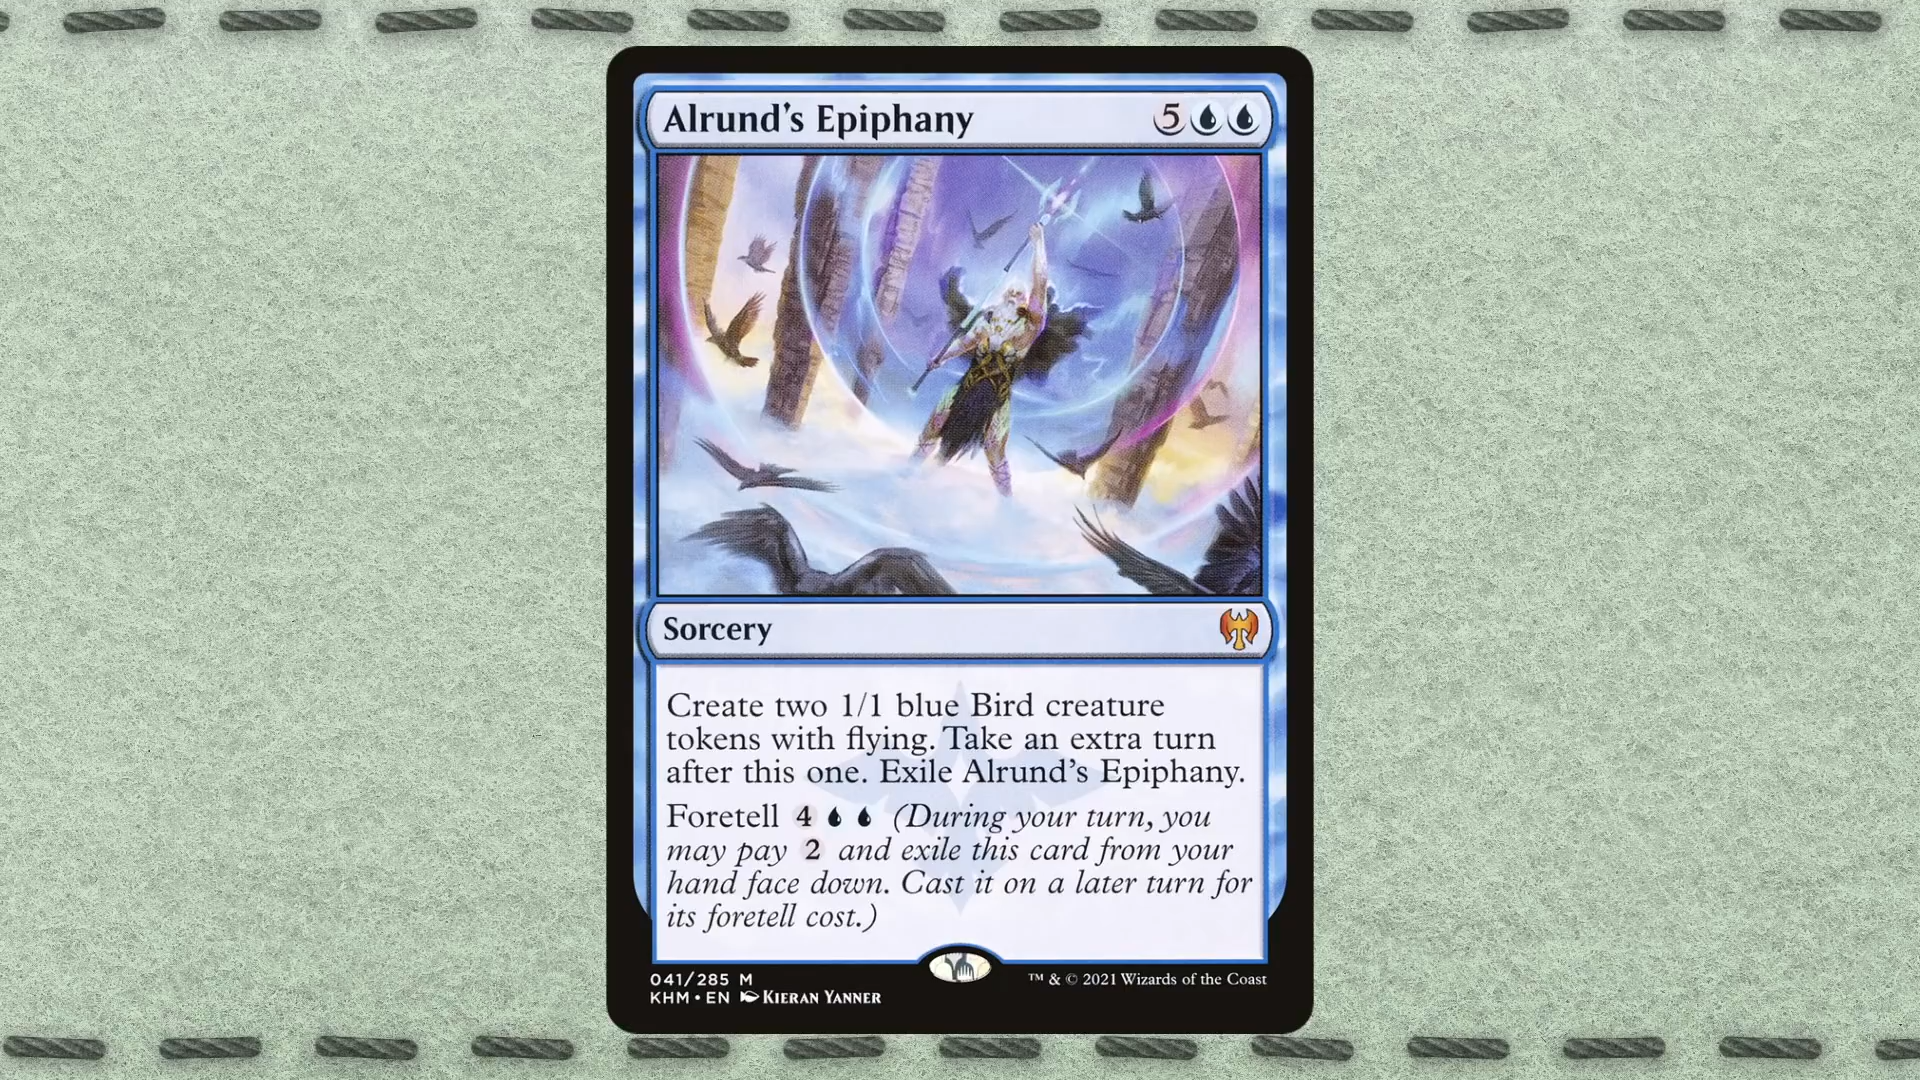 Alrund's Epiphany 5
Sorcery
Create two 1/1 blue Bird creature
tokens with flying. Take an extra turn
after this one. Exile Alrund's Epiphany.
Foretell 4 (During your turn, you
may pay 2 and exile this card from your
hand face down. Cast it on a later turn for
its foretell cost.)
041/285 M
KHM • EN KIERAN YANNER
™ & © 2021 Wizards of the Coast